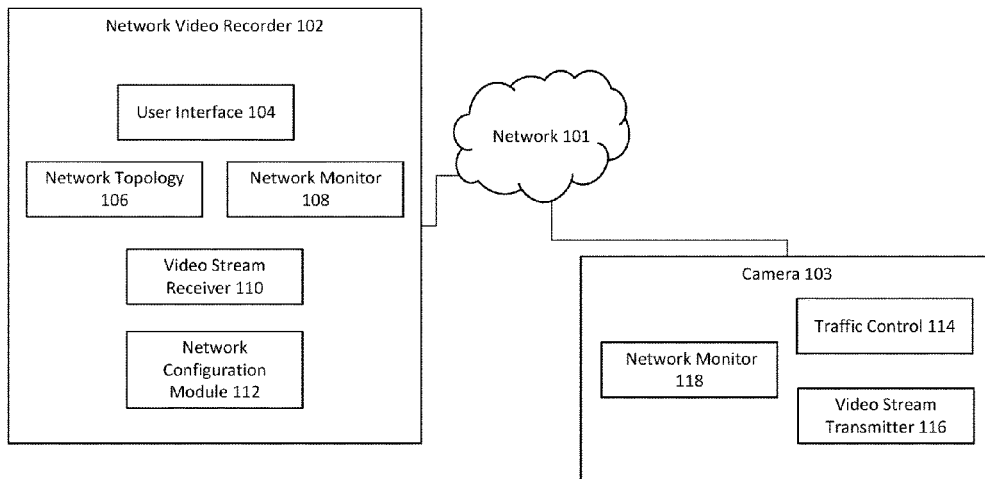 Network Video Recorder 102
User Interface 104
Network Topology
106
Network Monitor
108
Video Stream
Receiver 110
Network
Configuration
Module 112
Network 101
Camera 103
Traffic Control 114
Network Monitor
118
Video Stream
Transmitter 116